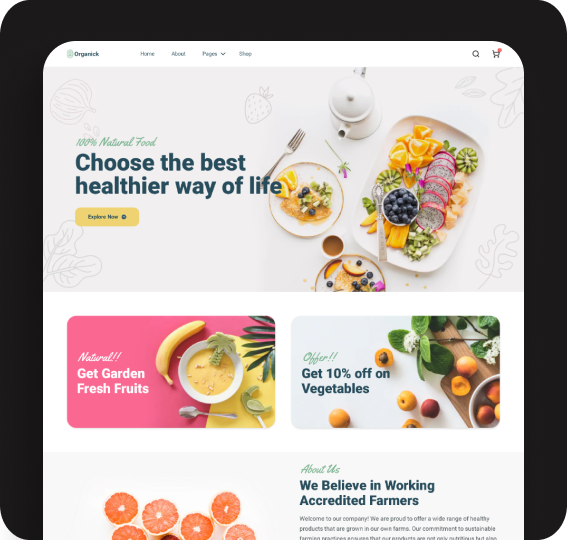 Organick
Home About Pages Shop
100% Natural Food
Choose the best
healthier way of life
Explore Now
Natural!!
Get Garden
Fresh Fruits
Offer!!
Get 10% off on
Vegetables
About Us
We Believe in Working
Accredited Farmers
Welcome to our company! We are proud to offer a wide range of healthy
products that are grown in our own farms. Our commitment to sustainable
farming practices ensures that our products are not only nutritious but also